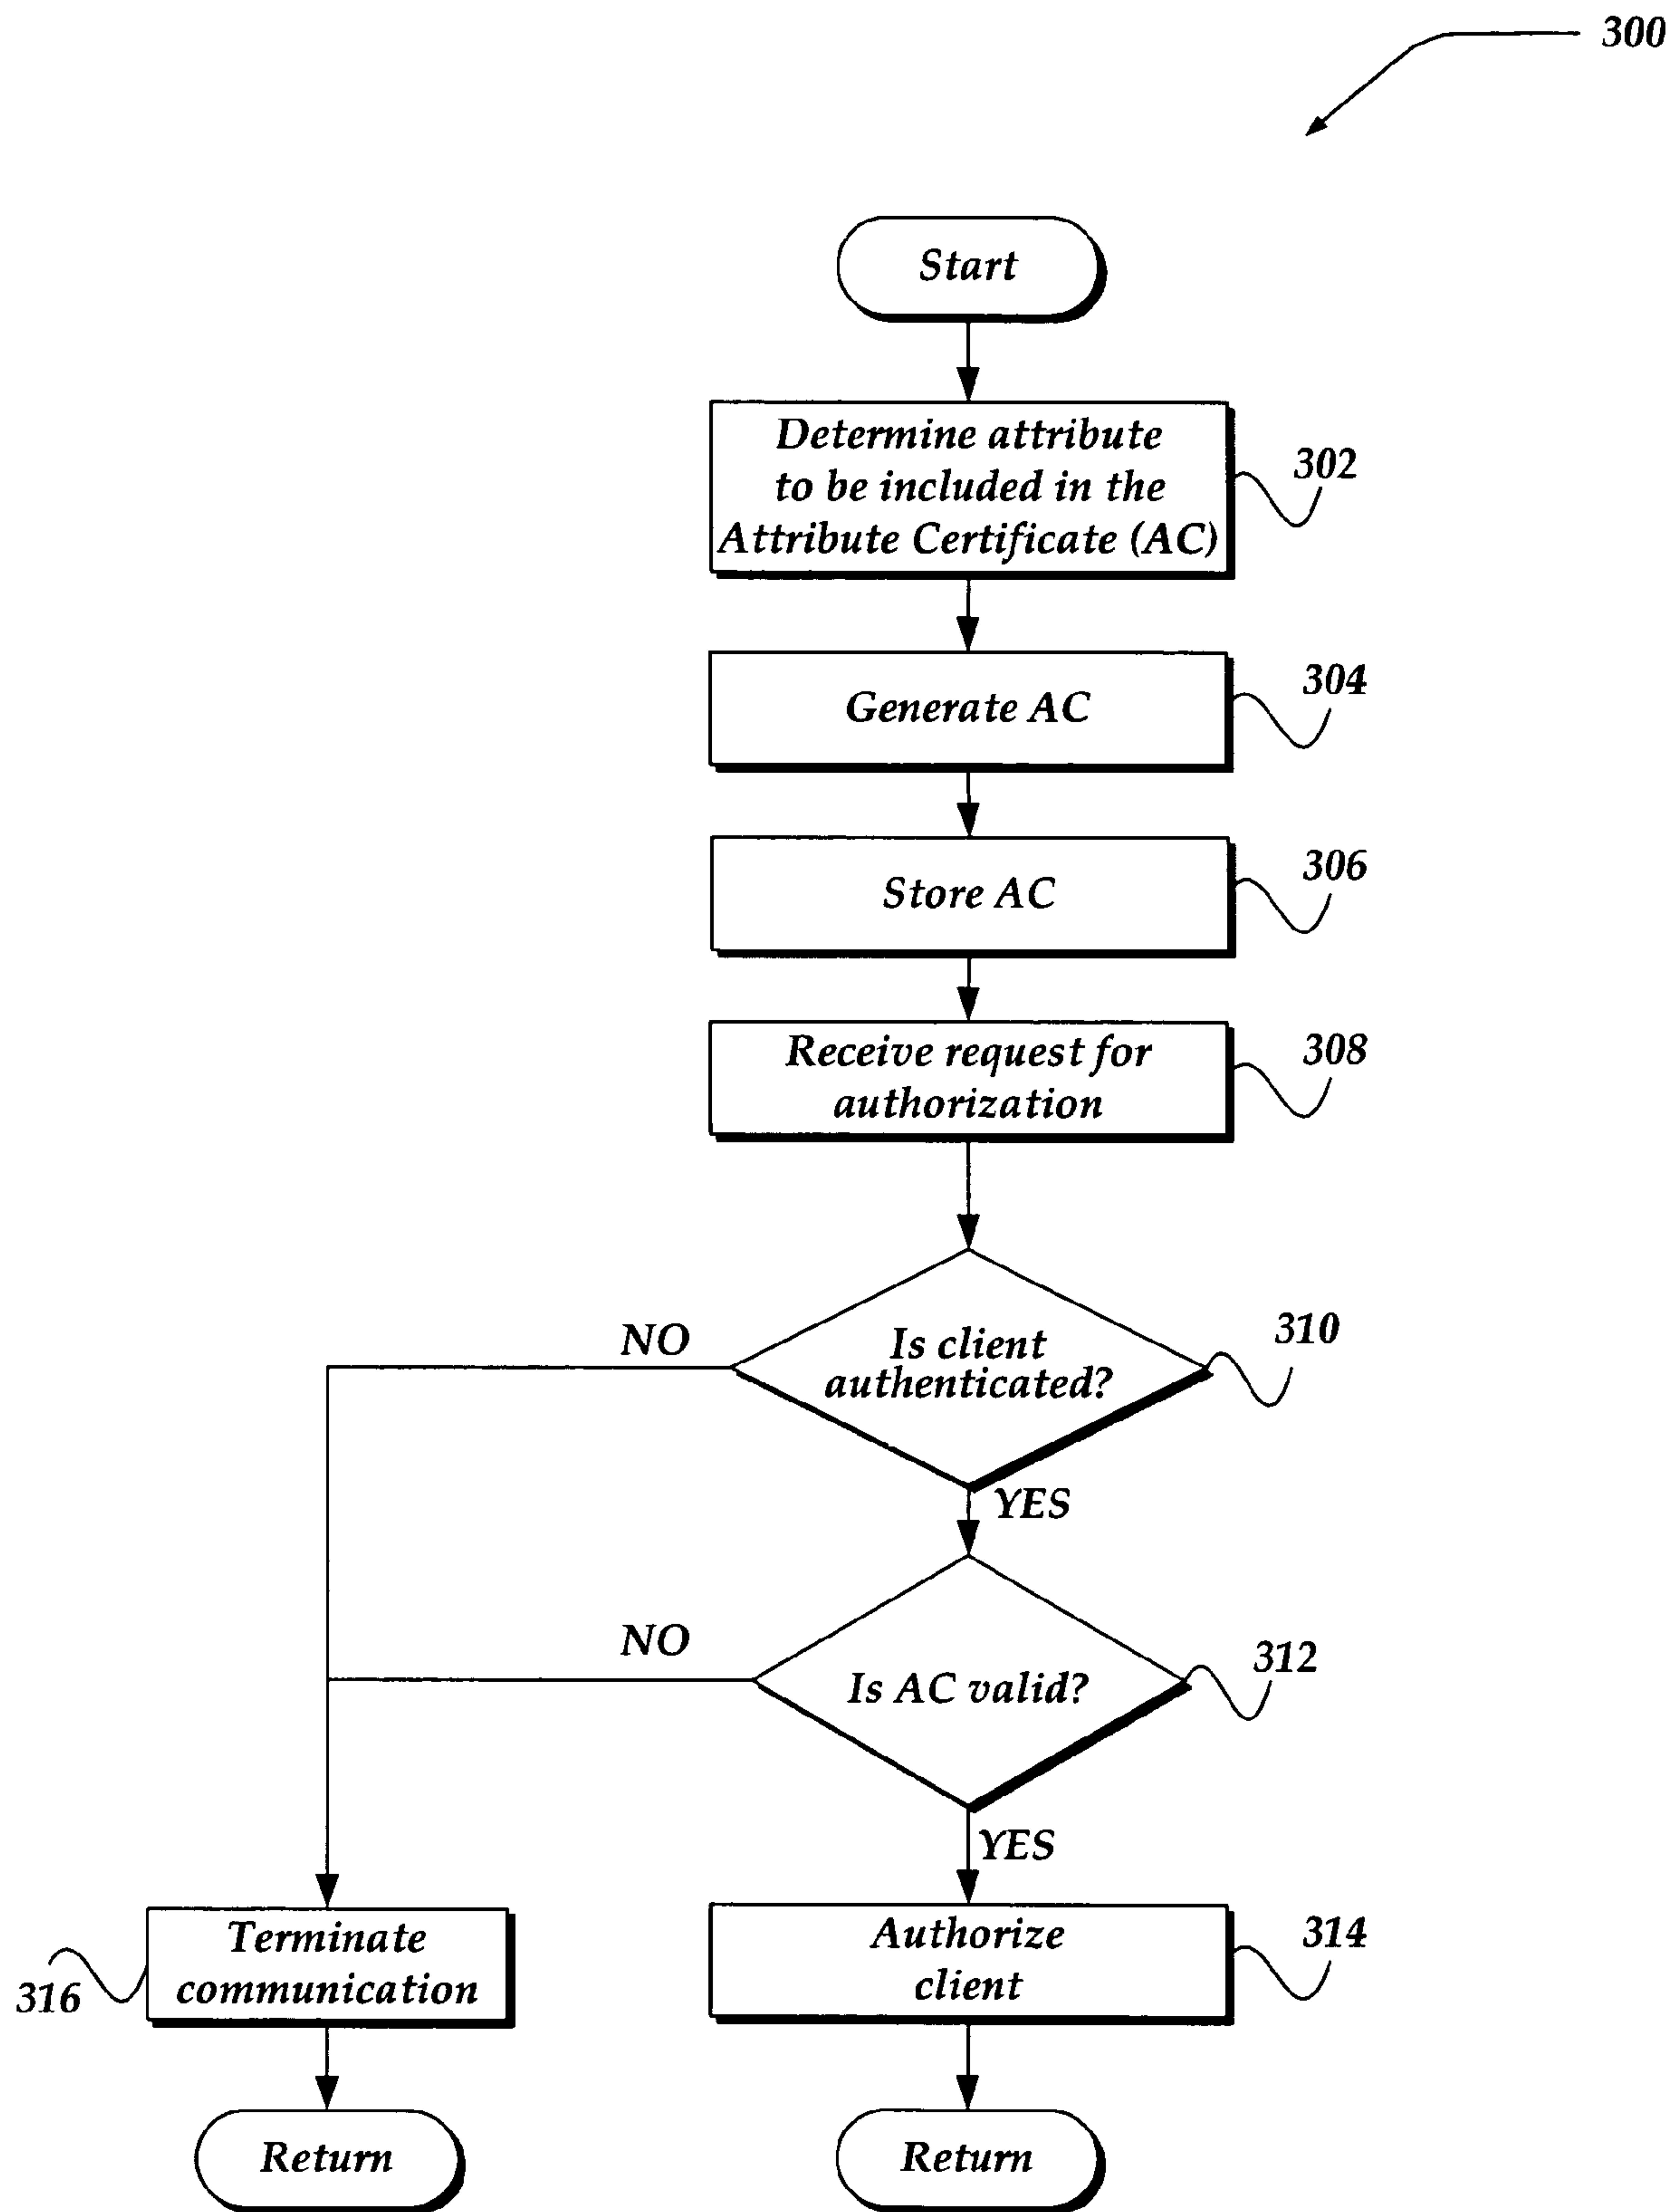 300
Start
Determine attribute
to be included in the
Attribute Certificate (AC)
302
Generate AC
304
Store AC
306
Receive request for
authorization
308
Is client
authenticated?
310
NO
YES
Is AC valid?
312
NO
YES
Terminate
communication
316
Authorize
client
314
Return
Return